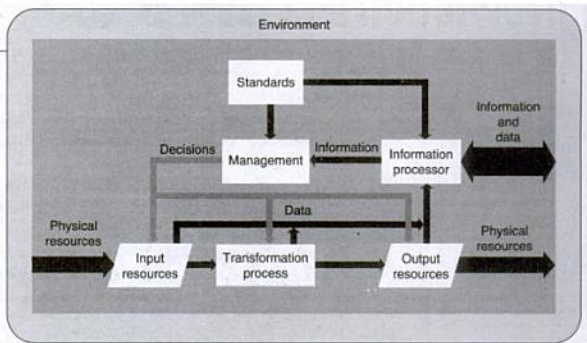 Environment
Standards
Decisions
Management
Information
Information
processor
Information
and
data
Data
Physical
resources
Input
resources
Transformation
process
Output
resources
Physical
resources